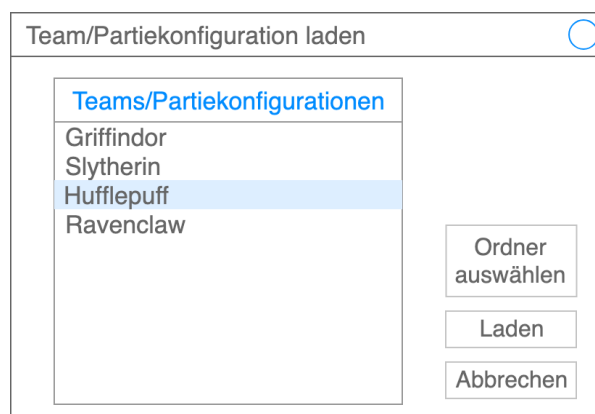 Team/Partiekonfiguration laden
Teams/Partiekonfigurationen
Griffindor
Slytherin
Hufflepuff
Ravenclaw
Ordner
auswählen
Laden
Abbrechen